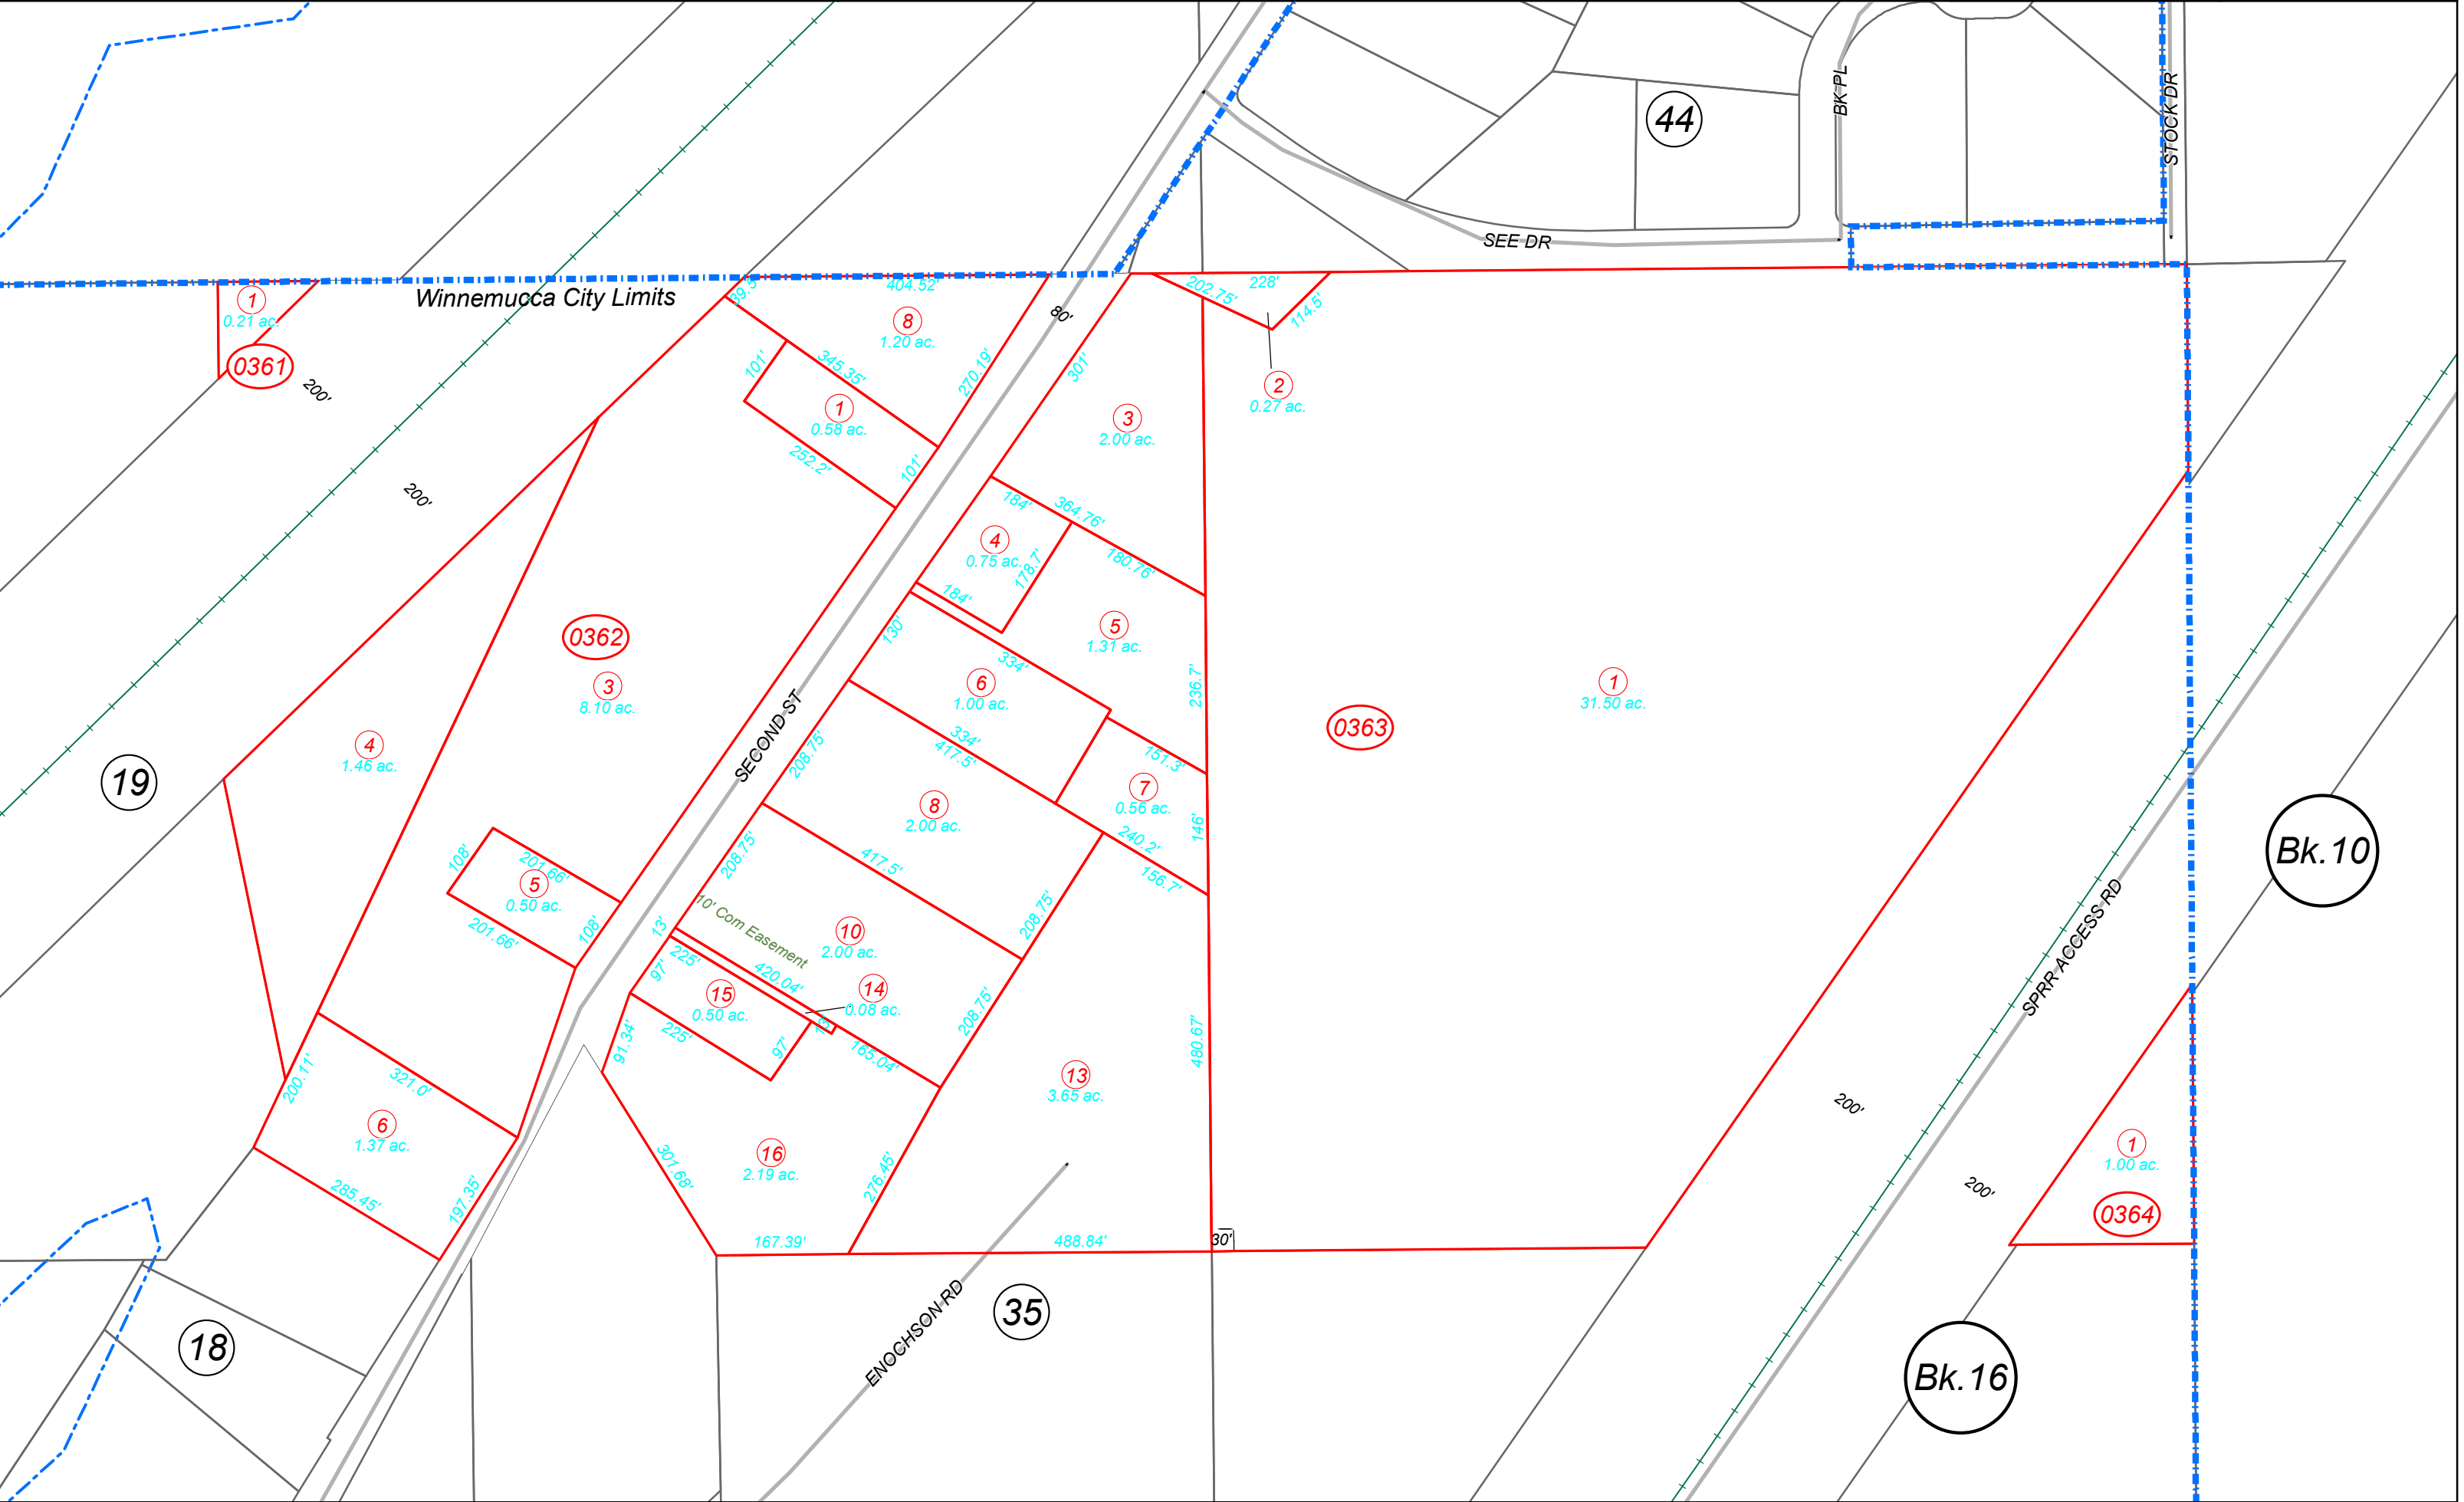 44
BK PL
STOCK DR
SEE DR
Winnemucca City Limits
1
0.21 ac.
0361
200'
200'
39.5'
404.52'
8
1.20 ac.
345.35'
270.19'
101'
1
0.58 ac.
252.2'
101'
80'
301'
202.75'
228'
114.5'
2
0.27 ac.
3
2.00 ac.
184'
364.76'
180.76'
4
0.75 ac.
178.7'
184'
5
1.31 ac.
236.7'
130'
334'
6
1.00 ac.
334'
417.5'
151.3'
7
0.56 ac.
146'
240.2'
156.7'
0362
3
8.10 ac.
SECOND ST
0363
1
31.50 ac.
19
4
1.46 ac.
208.75'
8
2.00 ac.
417.5'
208.75'
208.75'
108'
201.66'
5
0.50 ac.
201.66'
108'
13'
10' Com Easement
10
2.00 ac.
420.04'
208.75'
225'
97'
14
0.08 ac.
15
0.50 ac.
225'
97'
13'
165.04'
91.34'
480.67'
13
3.65 ac.
200.11'
321.0'
6
1.37 ac.
285.45'
197.35'
301.68'
16
2.19 ac.
276.45'
167.39'
488.84'
30'
Bk.10
SPRR ACCESS RD
200'
200'
1
1.00 ac.
0364
18
ENOCHSON RD
35
Bk.16